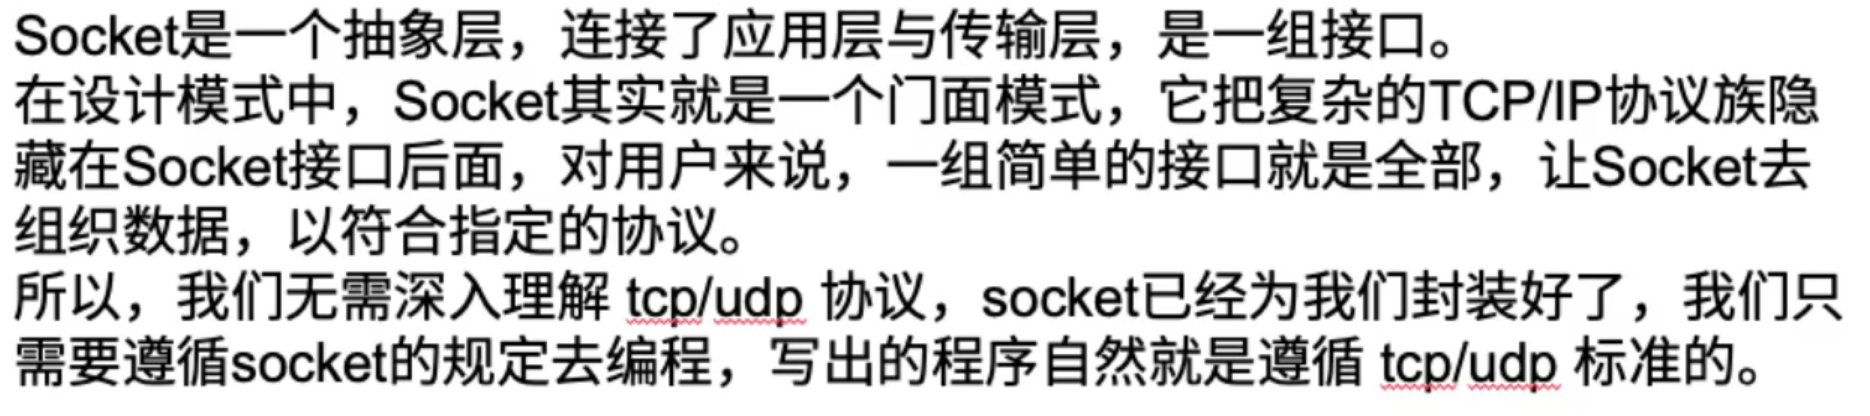 Socket是一个抽象层，连接了应用层与传输层，是一组接口。
在设计模式中，Socket其实就是一个门面模式，它把复杂的TCP/IP协议族隐
藏在Socket接口后面，对用户来说，一组简单的接口就是全部，让Socket去
组织数据，以符合指定的协议。
所以，我们无需深入理解 tcp/udp 协议，socket已经为我们封装好了，我们只
需要遵循socket的规定去编程，写出的程序自然就是遵循 tcp/udp 标准的。